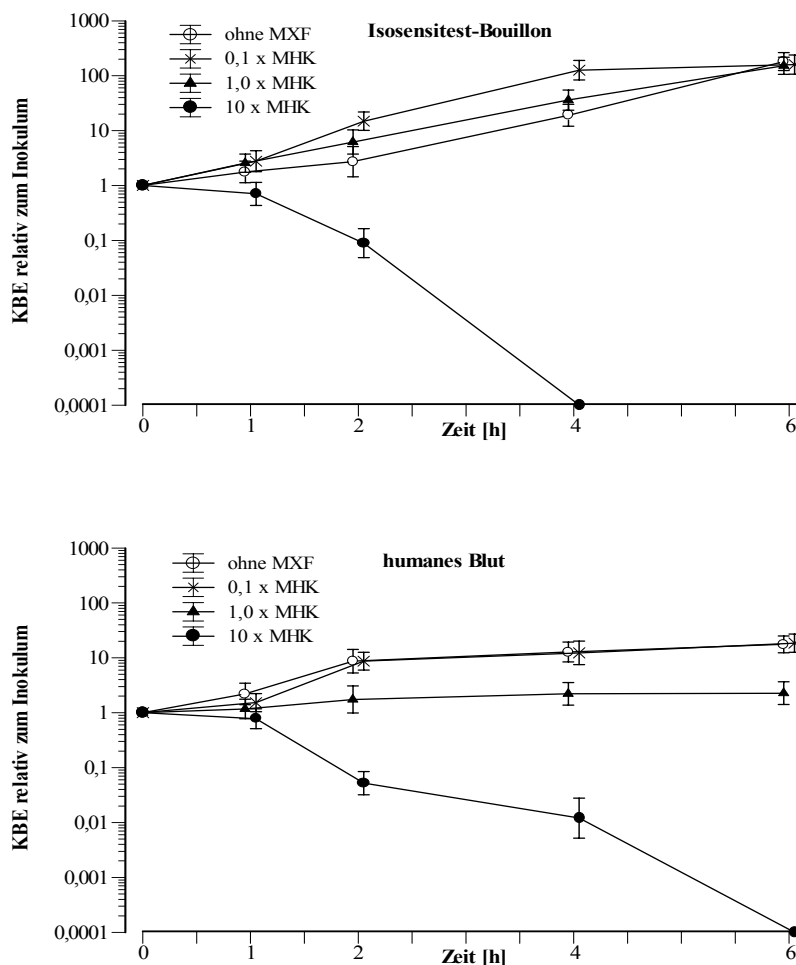 Isosensitest-Bouillon
ohne MXF
0,1 x MHK
1,0 x MHK
10 x MHK
KBE relativ zum Inokulum
1000
100
10
1
0,1
0,01
0,001
0,0001
0 1 2 4 6
Zeit [h]
humanes Blut
ohne MXF
0,1 x MHK
1,0 x MHK
10 x MHK
KBE relativ zum Inokulum
1000
100
10
1
0,1
0,01
0,001
0,0001
0 1 2 4 6
Zeit [h]